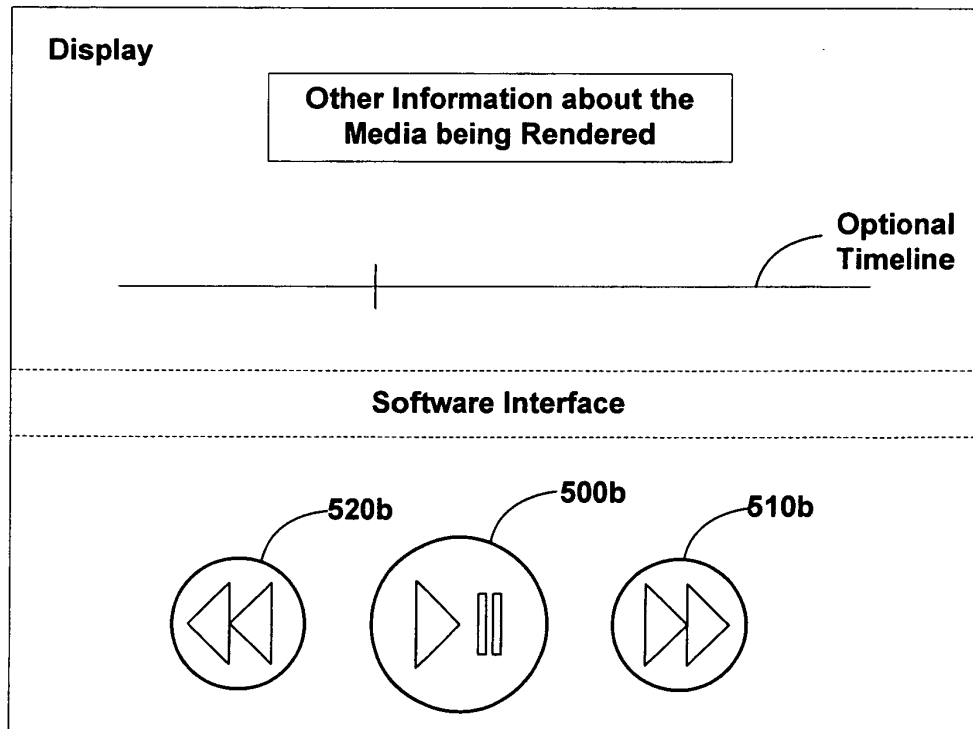 Display
Other Information about the
Media being Rendered
Optional
Timeline
Software Interface
520b
500b
510b